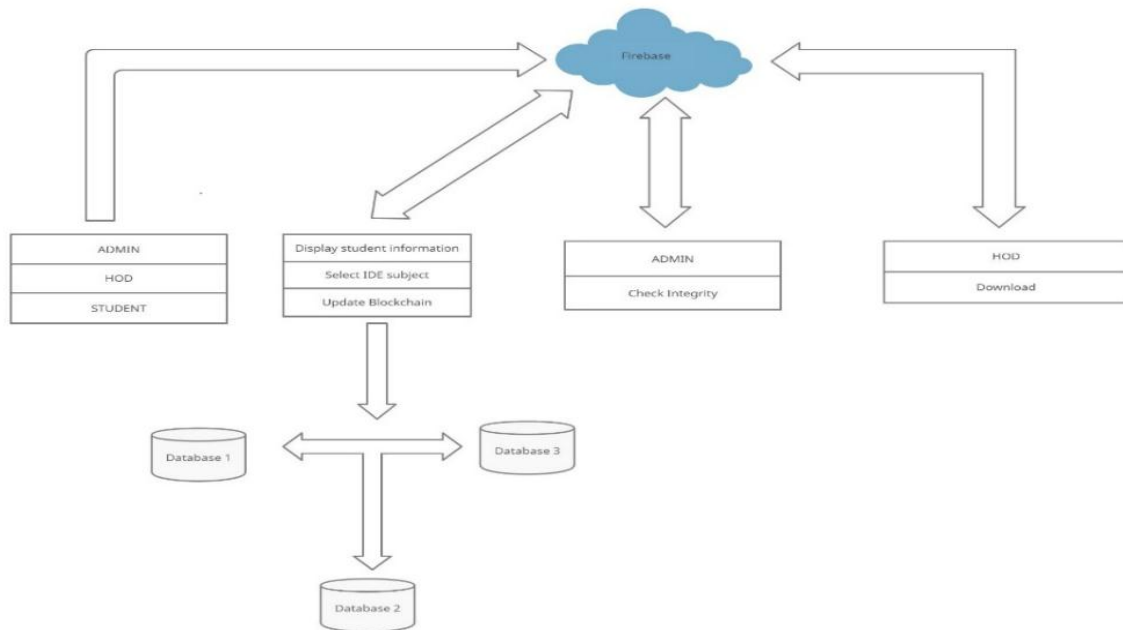 Firebase
ADMIN
HOD
STUDENT
Display student information
Select IDE subject
Update Blockchain
ADMIN
Check Integrity
HOD
Download
Database 1
Database 3
Database 2